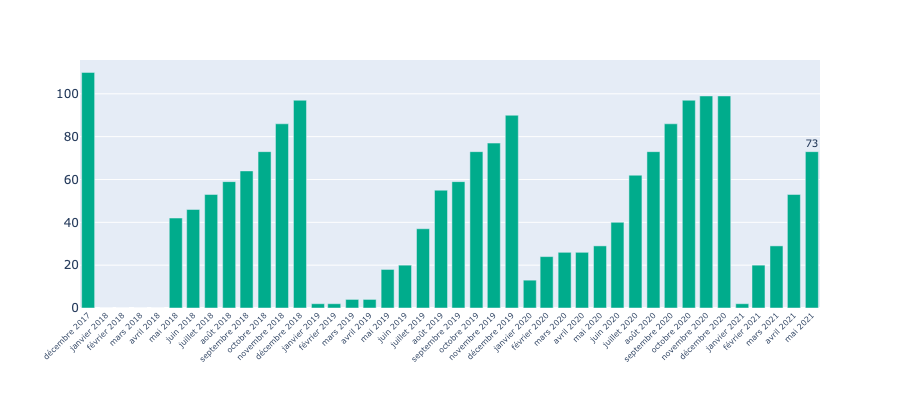 100
80
60
40
20
0
73
décembre 2017
janvier 2018
février 2018
mars 2018
avril 2018
mai 2018
juin 2018
juillet 2018
août 2018
septembre 2018
octobre 2018
novembre 2018
décembre 2018
janvier 2019
février 2019
mars 2019
avril 2019
mai 2019
juin 2019
juillet 2019
août 2019
septembre 2019
octobre 2019
novembre 2019
décembre 2019
janvier 2020
février 2020
mars 2020
avril 2020
mai 2020
juin 2020
juillet 2020
août 2020
septembre 2020
octobre 2020
novembre 2020
décembre 2020
janvier 2021
février 2021
mars 2021
avril 2021
mai 2021